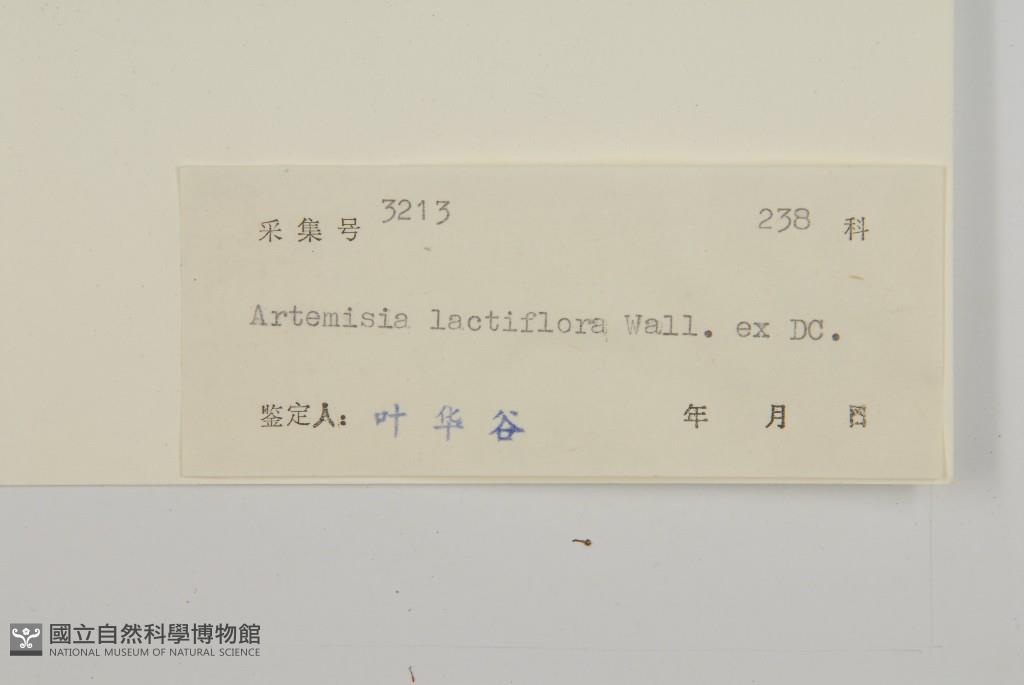 采集号 3213 238 科
Artemisia lactiflora Wall. ex DC.
鉴定人: 叶华谷 年 月 日
國立自然科學博物館
NATIONAL MUSEUM OF NATURAL SCIENCE